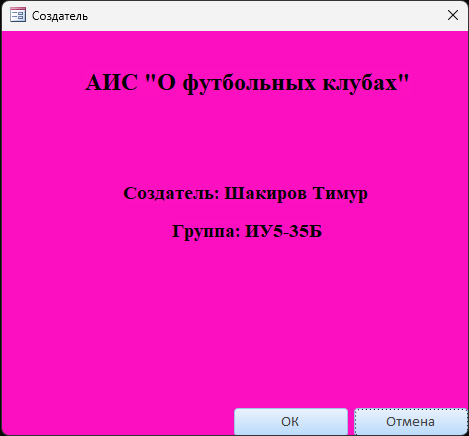 Создатель
АИС "О футбольных клубах"
Создатель: Шакиров Тимур
Группа: ИУ5-35Б
ОК
Отмена